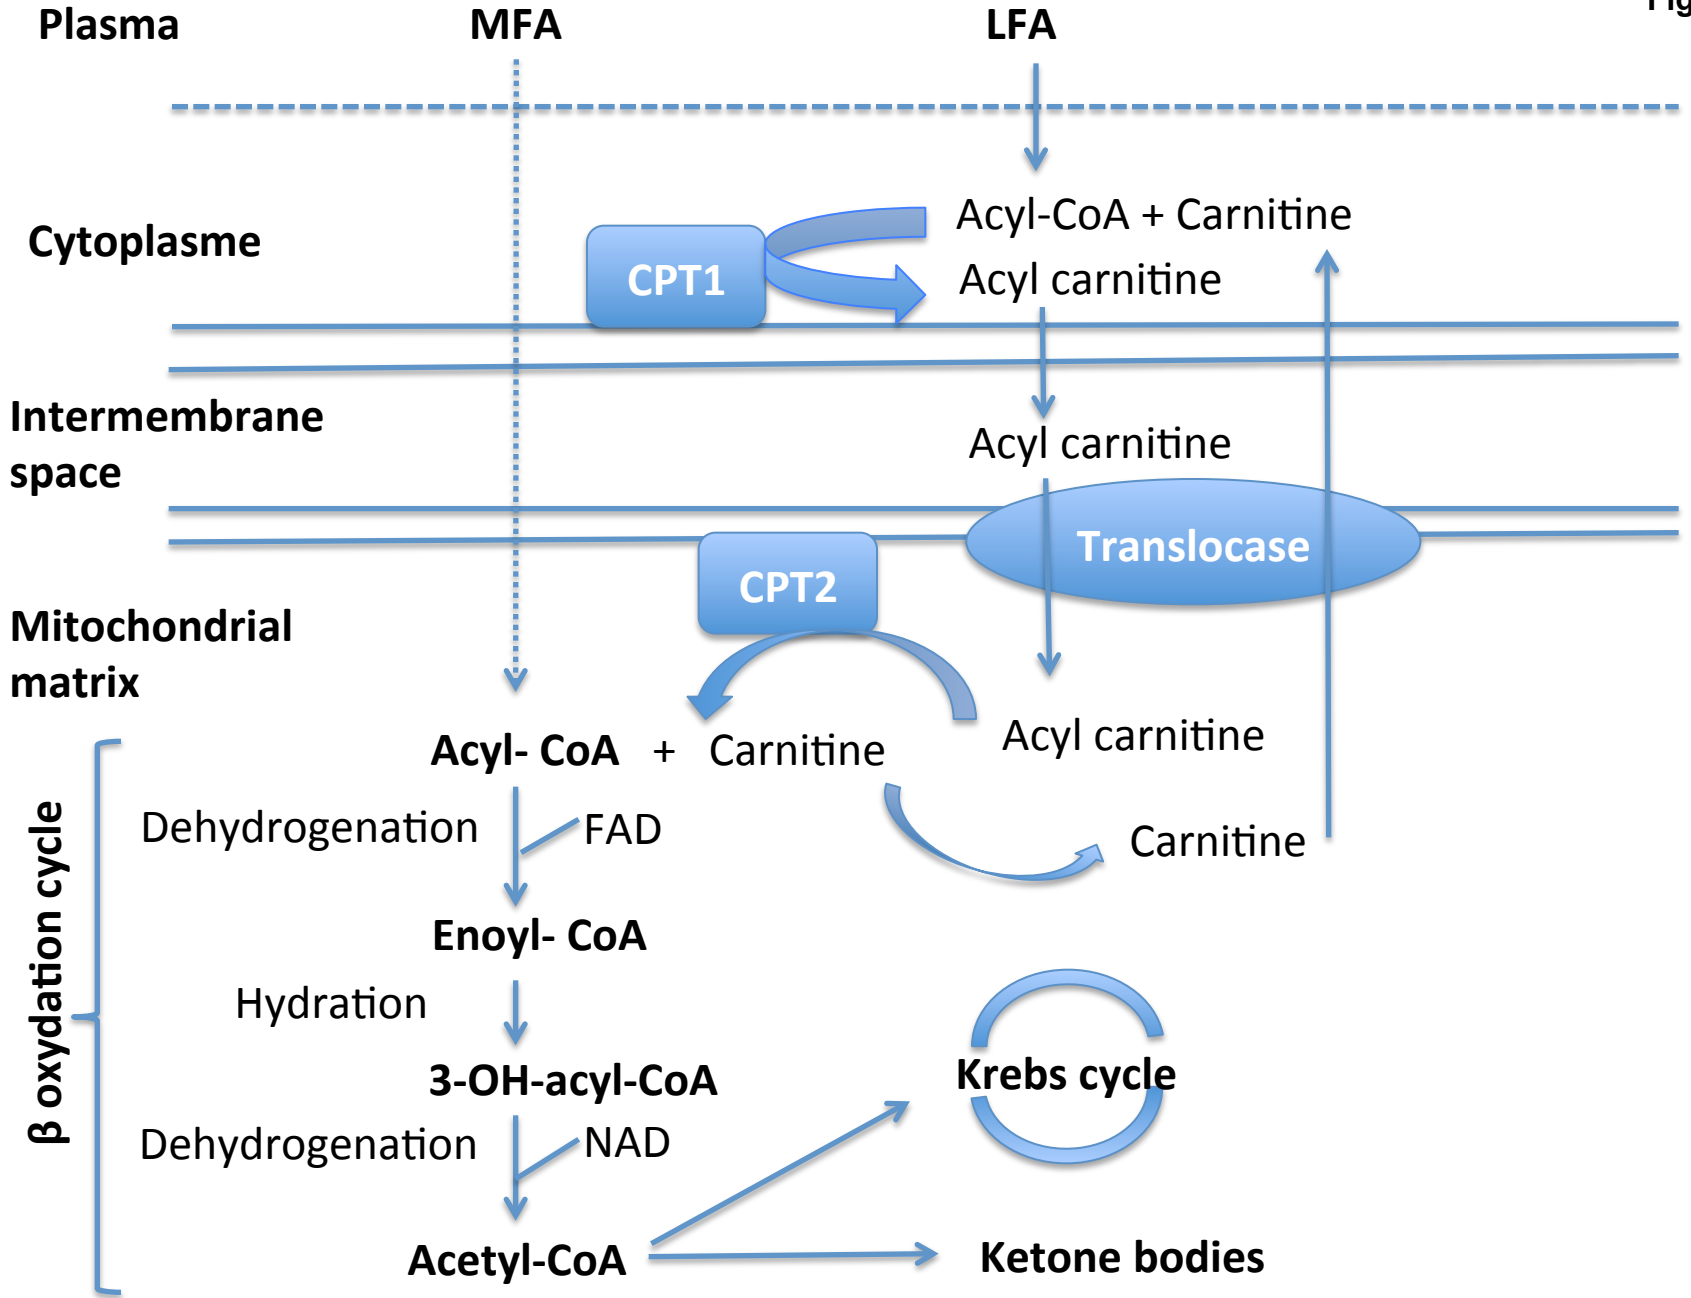 Fig
Plasma
MFA
LFA
Cytoplasme
CPT1
Acyl-CoA + Carnitine
Acyl carnitine
Intermembrane
space
Acyl carnitine
Translocase
CPT2
Mitochondrial
matrix
Acyl- CoA + Carnitine
Acyl carnitine
Dehydrogenation
FAD
Carnitine
β oxydation cycle
Enoyl- CoA
Hydration
Krebs cycle
3-OH-acyl-CoA
Dehydrogenation
NAD
Acetyl-CoA
Ketone bodies